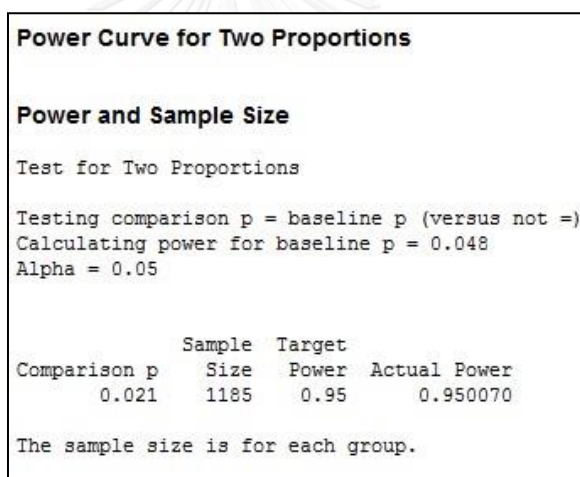 Power Curve for Two Proportions
Power and Sample Size
Test for Two Proportions
Testing comparison p = baseline p (versus not =)
Calculating power for baseline p = 0.048
Alpha = 0.05
Sample Target
Comparison p Size Power Actual Power
0.021 1185 0.95 0.950070
The sample size is for each group.